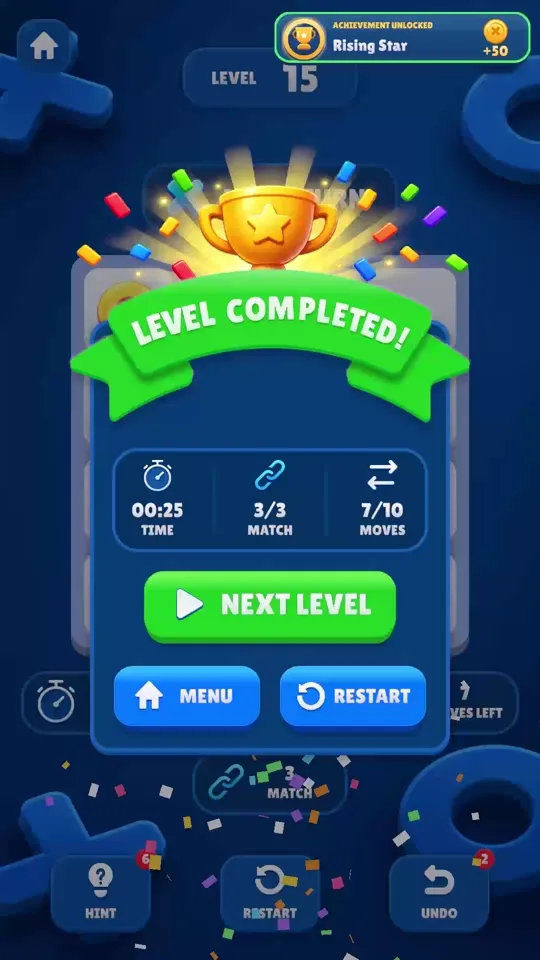 ACHIEVEMENT UNLOCKED
Rising Star
+50
LEVEL 15
LEVEL COMPLETED!
00:25
TIME
3/3
MATCH
7/10
MOVES
NEXT LEVEL
MENU
RESTART
3
MATCH
6
HINT
RESTART
2
UNDO